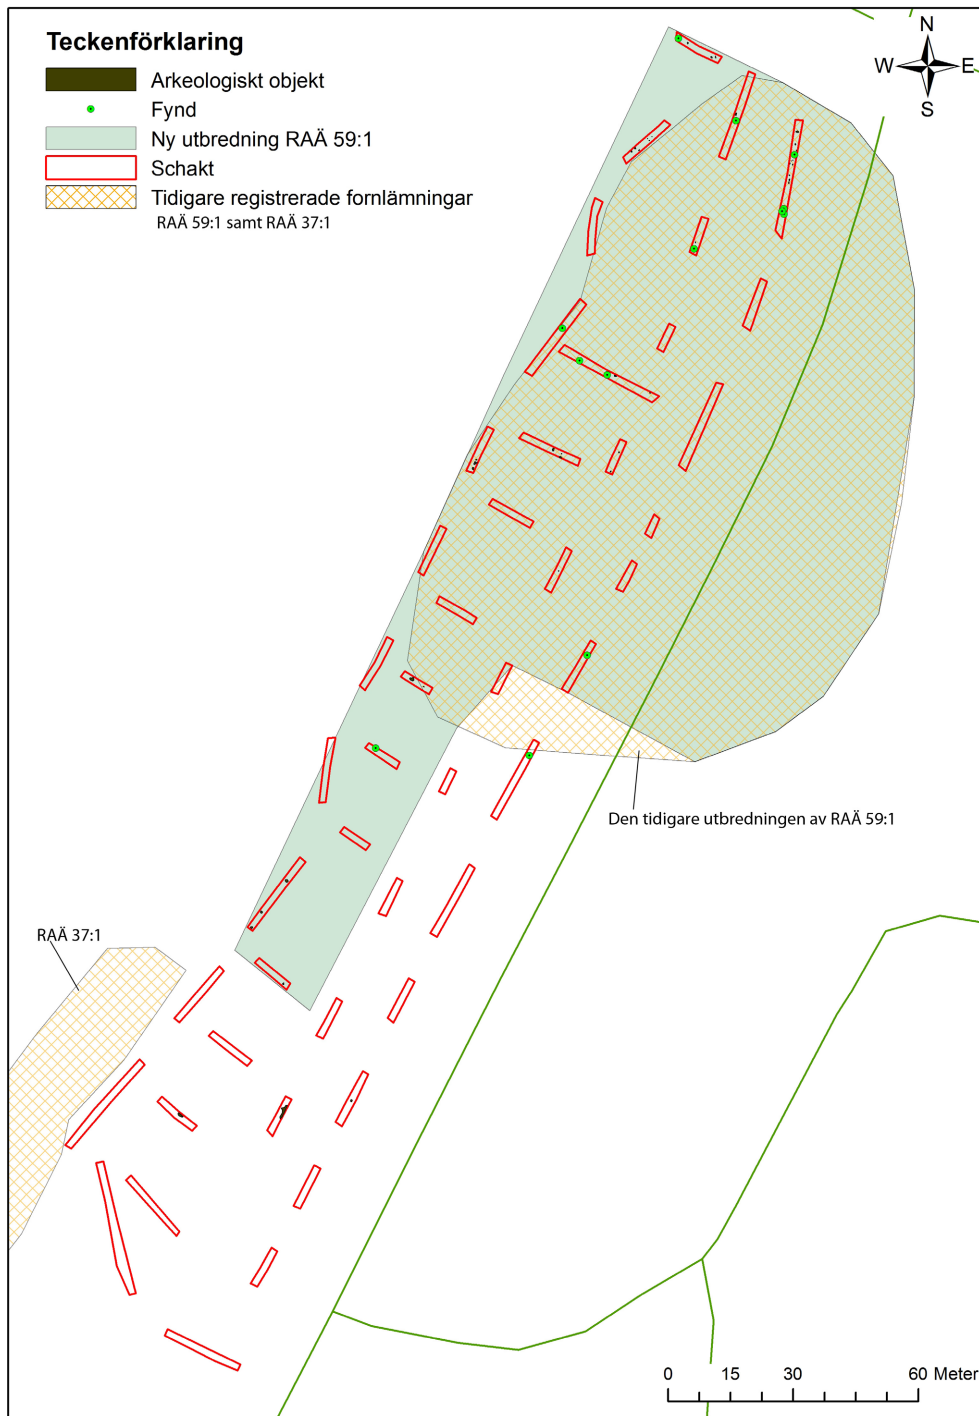 Teckenförklaring
Arkeologiskt objekt
Fynd
Ny utbredning RAÄ 59:1
Schakt
Tidigare registrerade fornlämningar
RAÄ 59:1 samt RAÄ 37:1
N
W E
S
Den tidigare utbredningen av RAÄ 59:1
RAÄ 37:1
0 15 30 60 Meter